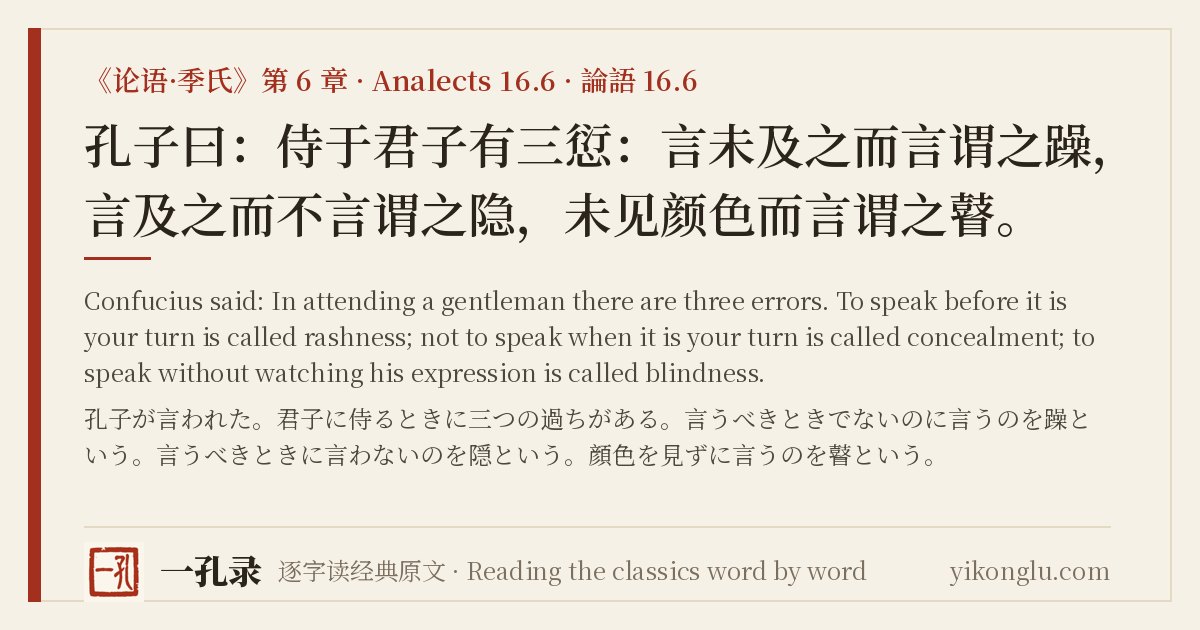 《论语·季氏》第 6 章 · Analects 16.6 · 論語 16.6
孔子曰：侍于君子有三愆：言未及之而言谓之躁，
言及之而不言谓之隐，未见颜色而言谓之瞽。
Confucius said: In attending a gentleman there are three errors. To speak before it is
your turn is called rashness; not to speak when it is your turn is called concealment; to
speak without watching his expression is called blindness.
孔子が言われた。君子に侍るときに三つの過ちがある。言うべきときでないのに言うのを躁と
いう。言うべきときに言わないのを隠という。顔色を見ずに言うのを瞽という。
一孔
一孔录 逐字读经典原文 · Reading the classics word by word yikonglu.com